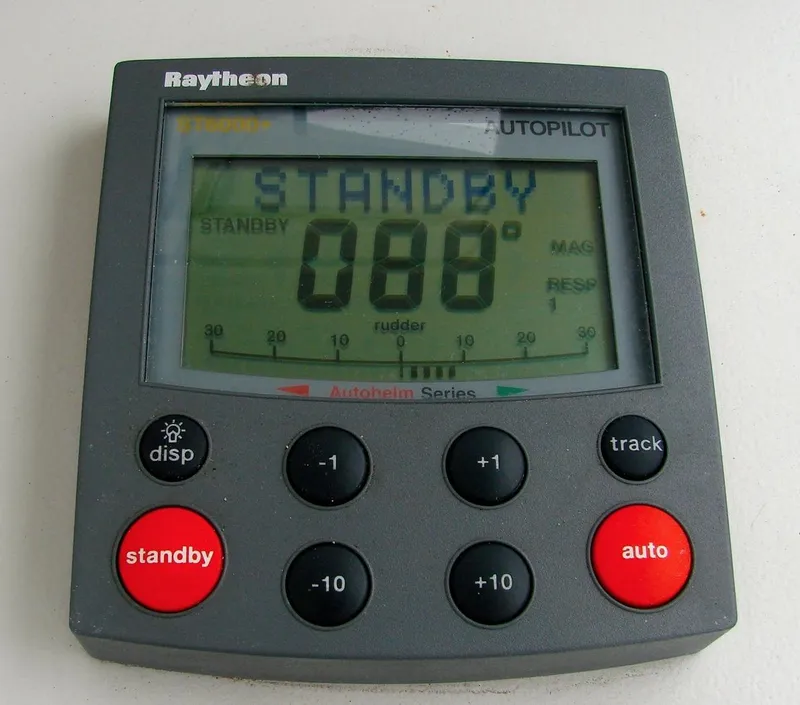 Raytheon
ST6000+
AUTOPILOT
STANDBY
STANDBY
088°
MAG
RESP
1
rudder
30 20 10 0 10 20 30
Autohelm Series
disp
-1
+1
track
standby
-10
+10
auto